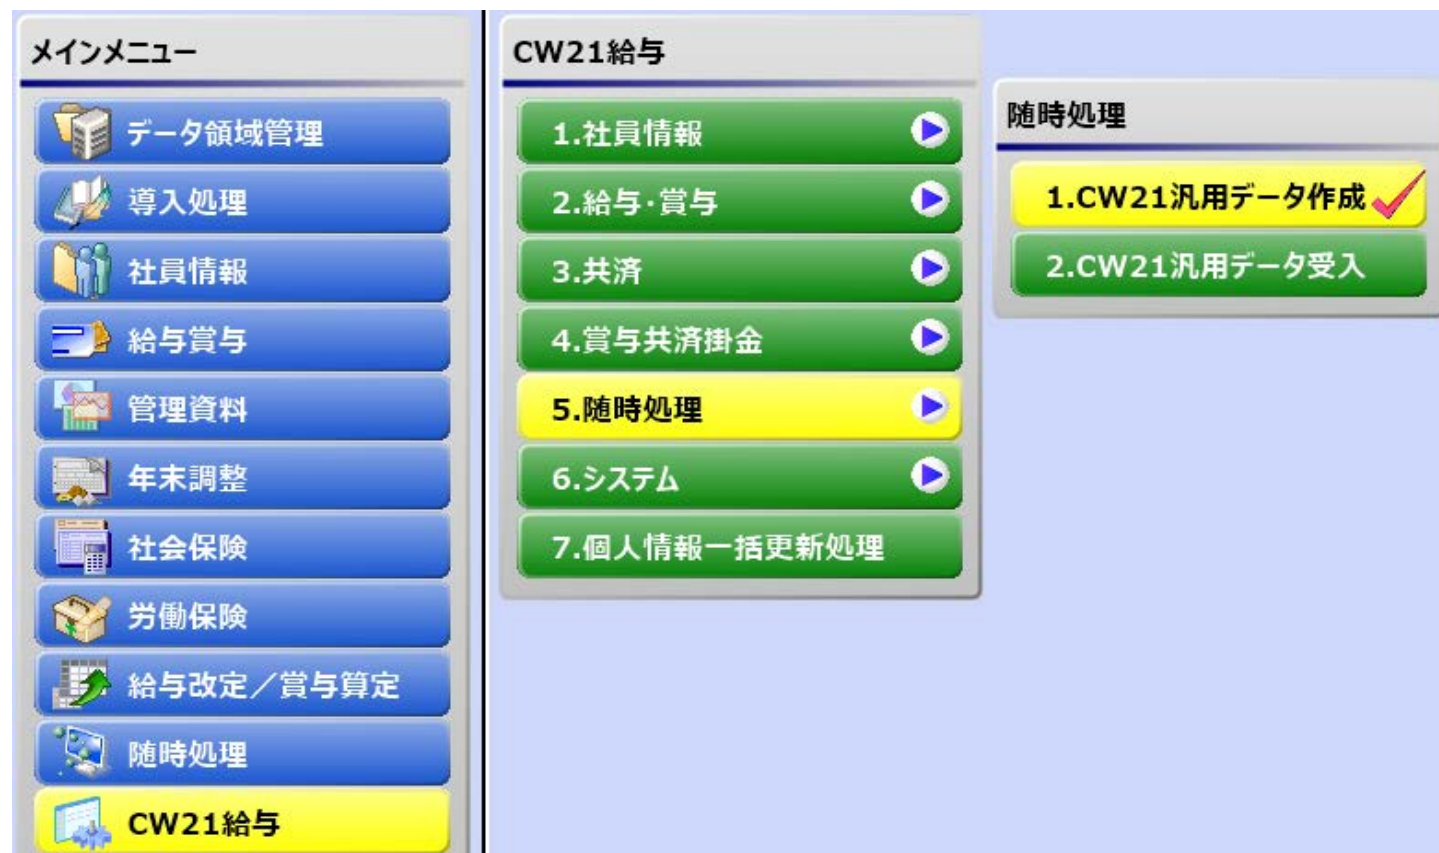 メインメニュー
データ領域管理
導入処理
社員情報
給与賞与
管理資料
年末調整
社会保険
労働保険
給与改定／賞与算定
随時処理
CW21給与
CW21給与
1.社員情報
2.給与･賞与
3.共済
4.賞与共済掛金
5.随時処理
6.システム
7.個人情報一括更新処理
随時処理
1.CW21汎用データ作成
2.CW21汎用データ受入